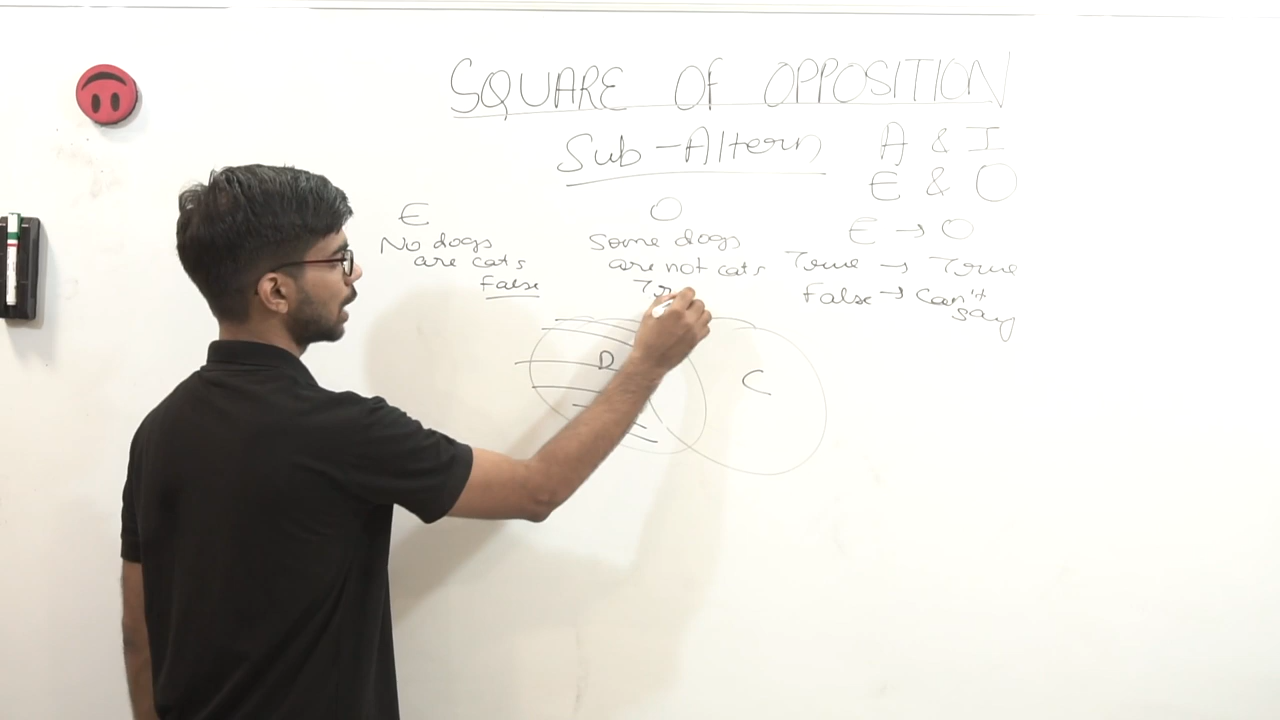 SQUARE OF OPPOSITION
Sub-Altern
A & I
E & O
E
No dogs
are cats
False
O
Some dogs
are not cats
Tr
E → O
True → True
False → Can't
say
D
C